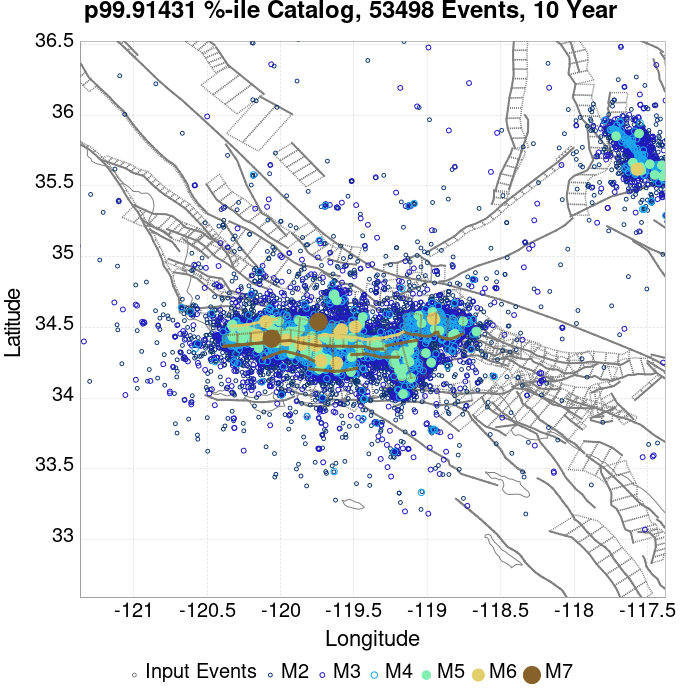 p99.91431 %-ile Catalog, 53498 Events, 10 Year
36.5
36
35.5
35
34.5
34
33.5
33
Latitude
-121 -120.5 -120 -119.5 -119 -118.5 -118 -117.5
Longitude
Input Events M2 M3 M4 M5 M6 M7